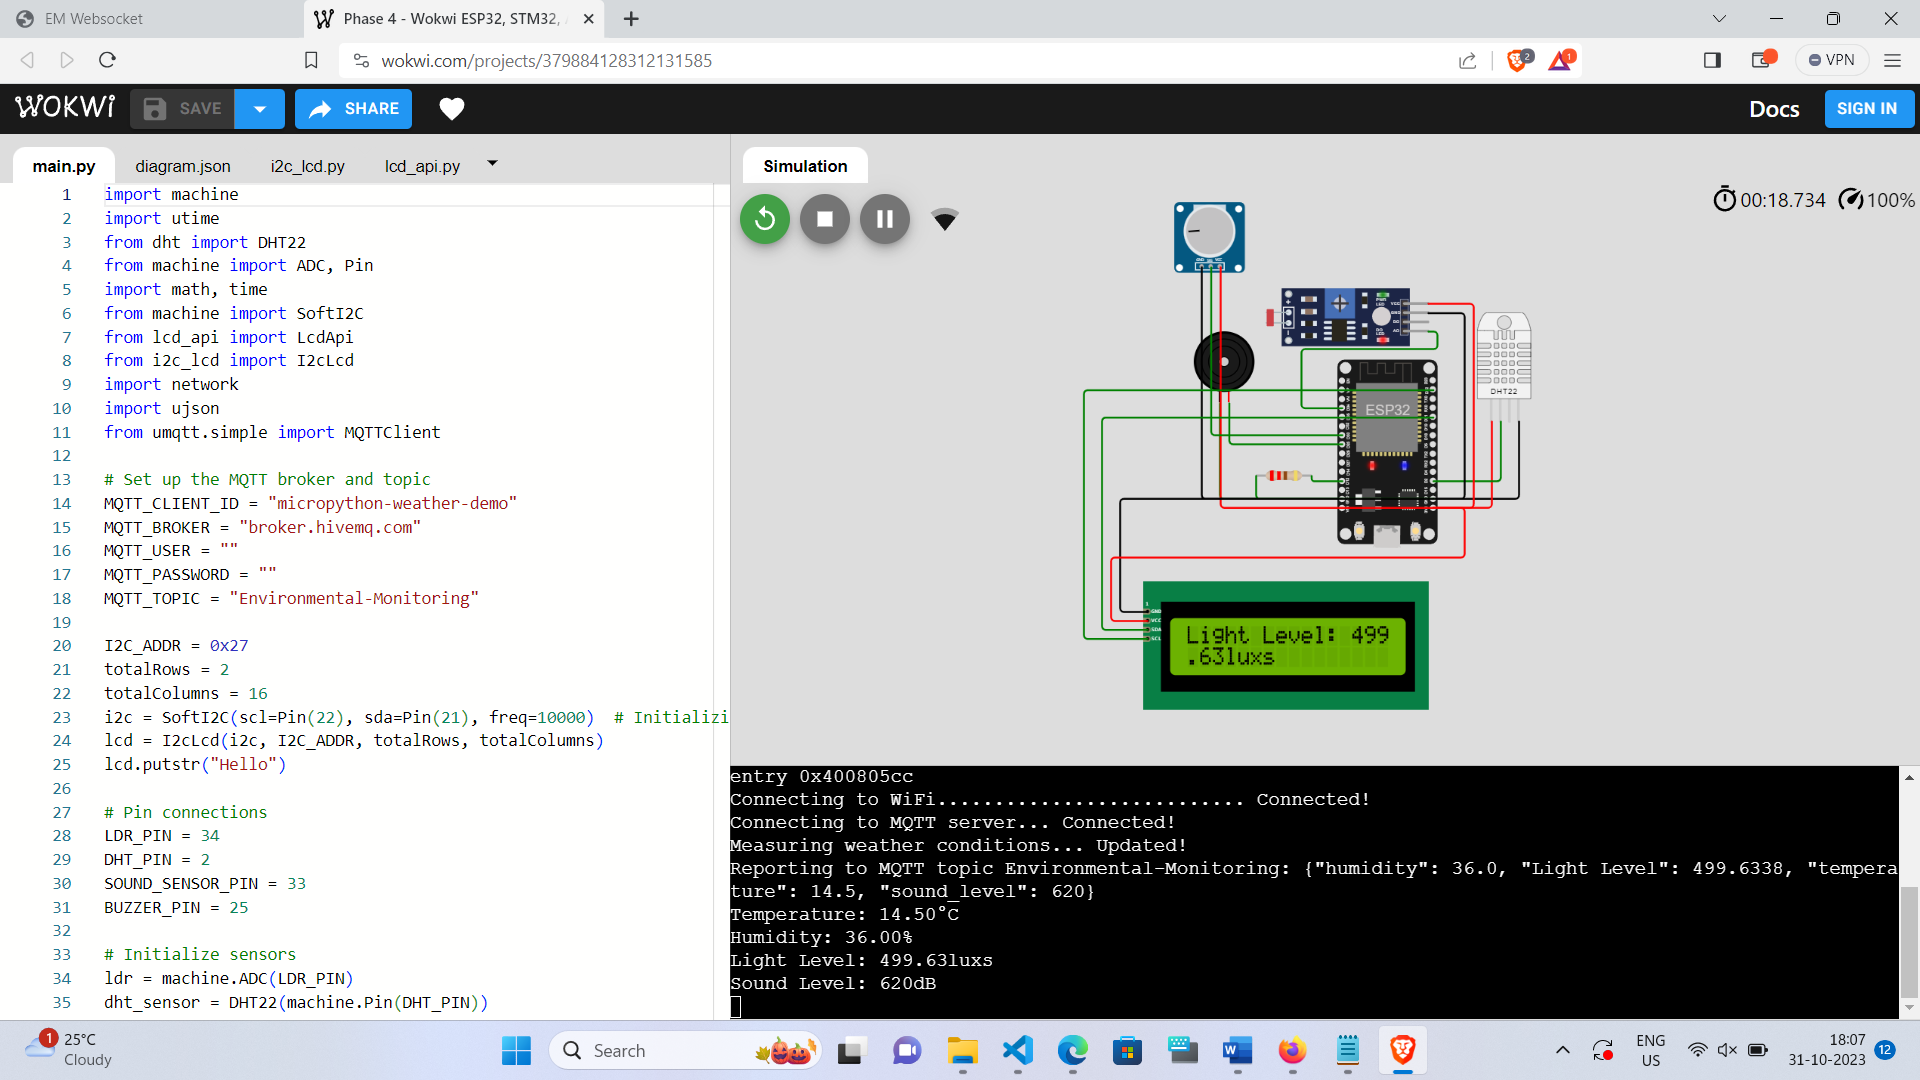 EM Websocket
Phase 4 - Wokwi ESP32, STM32,
wokwi.com/projects/379884128312131585
2
1
VPN
WOKWi
SAVE
SHARE
Docs
SIGN IN
main.py
diagram.json
i2c_lcd.py
lcd_api.py
Simulation
1 import machine
2 import utime
3 from dht import DHT22
4 from machine import ADC, Pin
5 import math, time
6 from machine import SoftI2C
7 from lcd_api import LcdApi
8 from i2c_lcd import I2cLcd
9 import network
10 import ujson
11 from umqtt.simple import MQTTClient
12
13 # Set up the MQTT broker and topic
14 MQTT_CLIENT_ID = "micropython-weather-demo"
15 MQTT_BROKER = "broker.hivemq.com"
16 MQTT_USER = ""
17 MQTT_PASSWORD = ""
18 MQTT_TOPIC = "Environmental-Monitoring"
19
20 I2C_ADDR = 0x27
21 totalRows = 2
22 totalColumns = 16
23 i2c = SoftI2C(scl=Pin(22), sda=Pin(21), freq=10000)  # Initializi
24 lcd = I2cLcd(i2c, I2C_ADDR, totalRows, totalColumns)
25 lcd.putstr("Hello")
26
27 # Pin connections
28 LDR_PIN = 34
29 DHT_PIN = 2
30 SOUND_SENSOR_PIN = 33
31 BUZZER_PIN = 25
32
33 # Initialize sensors
34 ldr = machine.ADC(LDR_PIN)
35 dht_sensor = DHT22(machine.Pin(DHT_PIN))
00:18.734
100%
GND
VCC
DHT22
ESP32
GND
VCC
SDA
SCL
Light Level: 499
.63luxs
entry 0x400805cc
Connecting to WiFi........................... Connected!
Connecting to MQTT server... Connected!
Measuring weather conditions... Updated!
Reporting to MQTT topic Environmental-Monitoring: {"humidity": 36.0, "Light Level": 499.6338, "tempera
ture": 14.5, "sound_level": 620}
Temperature: 14.50°C
Humidity: 36.00%
Light Level: 499.63luxs
Sound Level: 620dB
1
25°C
Cloudy
Search
ENG
US
18:07
31-10-2023
12